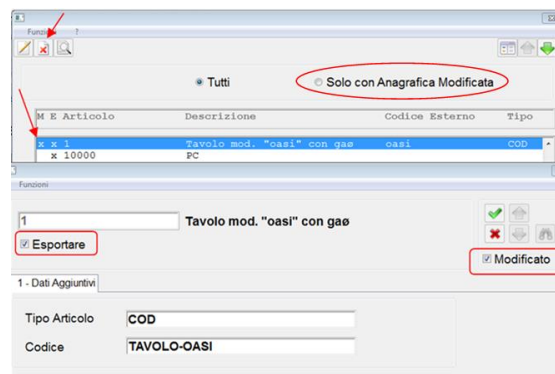 Funzioni ?
Tutti
Solo con Anagrafica Modificata
M E Articolo Descrizione Codice Esterno Tipo
x x 1 Tavolo mod. "oasi" con gaø oasi COD
x 10000 PC
Funzioni
1 Tavolo mod. "oasi" con gaø
Esportare
Modificato
1 - Dati Aggiuntivi
Tipo Articolo COD
Codice TAVOLO-OASI